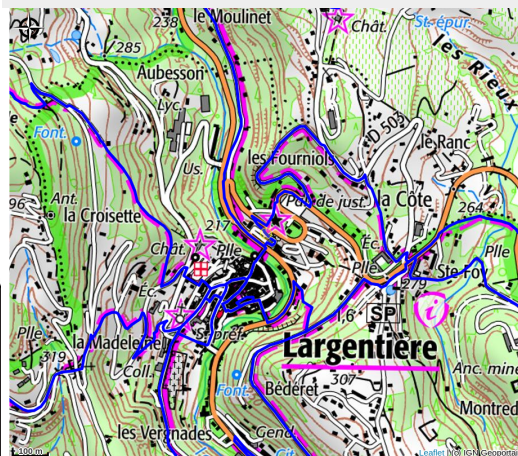 238
le Moulinet
Chât.
St. épur.
285
les Rieux
Aubesson
Lyc.
D 503
Font.
le Ranc
les Fourniols
Us.
Ant.
Pal. de just.
la Côte
96
la Croisette
217
264
Chât.
Plle
Éc.
Plle
Plle
Ste-Foy
279
Éc.
1.6
SP
i
Plle
la Madeleine
S.préf.
Largentière
319
Coll.
307
Anc. mine
Font.
Béderet
Montred
les Vergnades
Gend
Cit
100 m
Leaflet | (c) IGN Geoportail